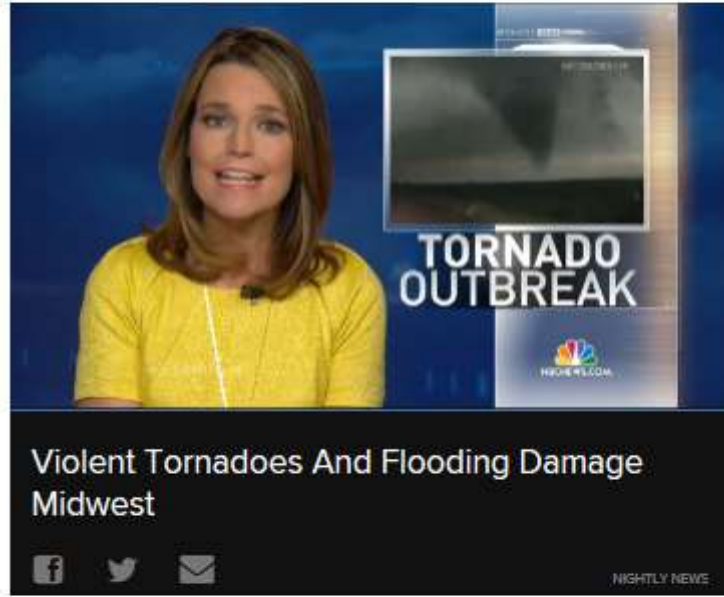 TORNADO
OUTBREAK
NBCNEWS.COM
Violent Tornadoes And Flooding Damage
Midwest
f
NIGHTLY NEWS